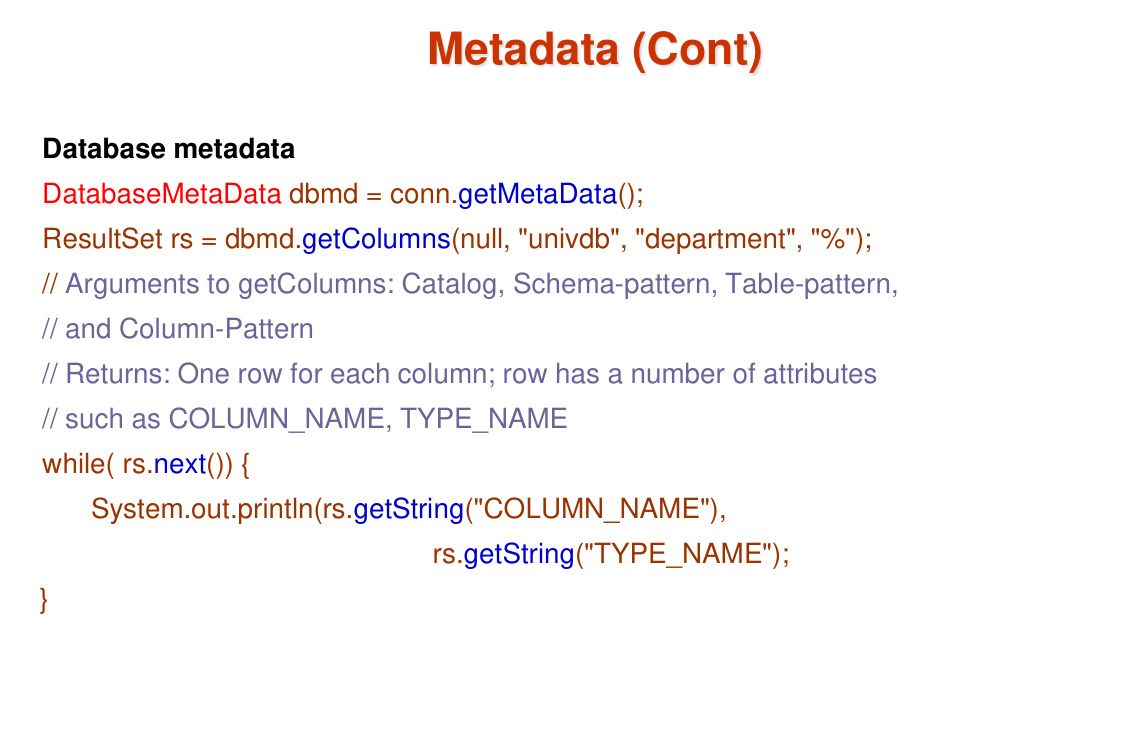 Metadata (Cont)
Database metadata
DatabaseMetaData dbmd = conn.getMetaData();
ResultSet rs = dbmd.getColumns(null, "univdb", "department", "%");
// Arguments to getColumns: Catalog, Schema-pattern, Table-pattern,
// and Column-Pattern
// Returns: One row for each column; row has a number of attributes
// such as COLUMN_NAME, TYPE_NAME
while( rs.next()) {
System.out.println(rs.getString("COLUMN_NAME"),
rs.getString("TYPE_NAME");
}